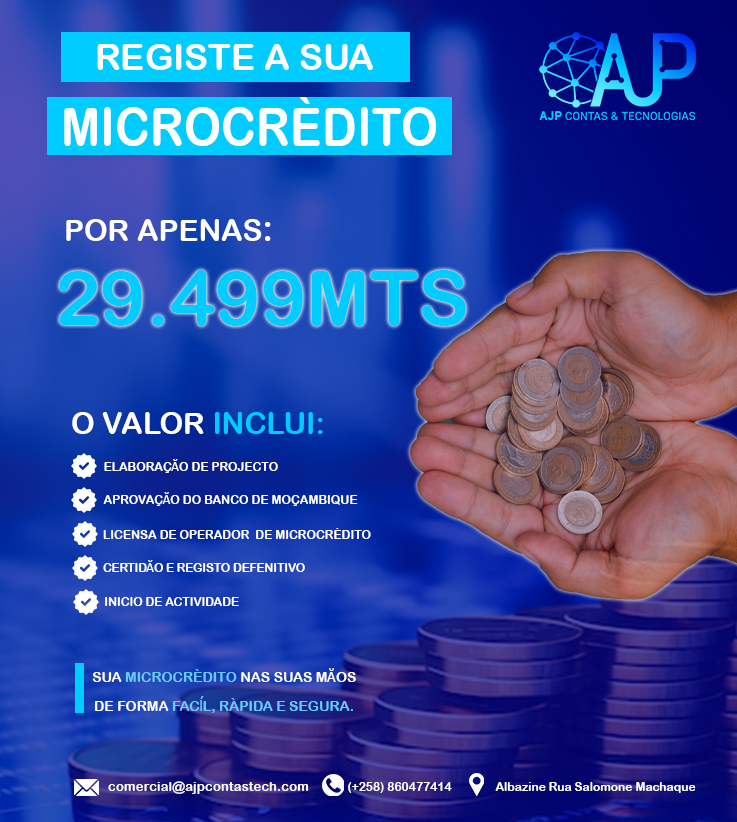 REGISTE A SUA
MICROCRÈDITO
AJP
AJP CONTAS & TECNOLOGIAS
POR APENAS:
29.499MTS
O VALOR INCLUI:
ELABORAÇÃO DE PROJECTO
APROVAÇÃO DO BANCO DE MOÇAMBIQUE
LICENSA DE OPERADOR DE MICROCRÈDITO
CERTIDÃO E REGISTO DEFENITIVO
INICIO DE ACTIVIDADE
SUA MICROCRÈDITO NAS SUAS MÃOS
DE FORMA FACÍL, RÀPIDA E SEGURA.
comercial@ajpcontastech.com (+258) 860477414 Albazine Rua Salomone Machaque